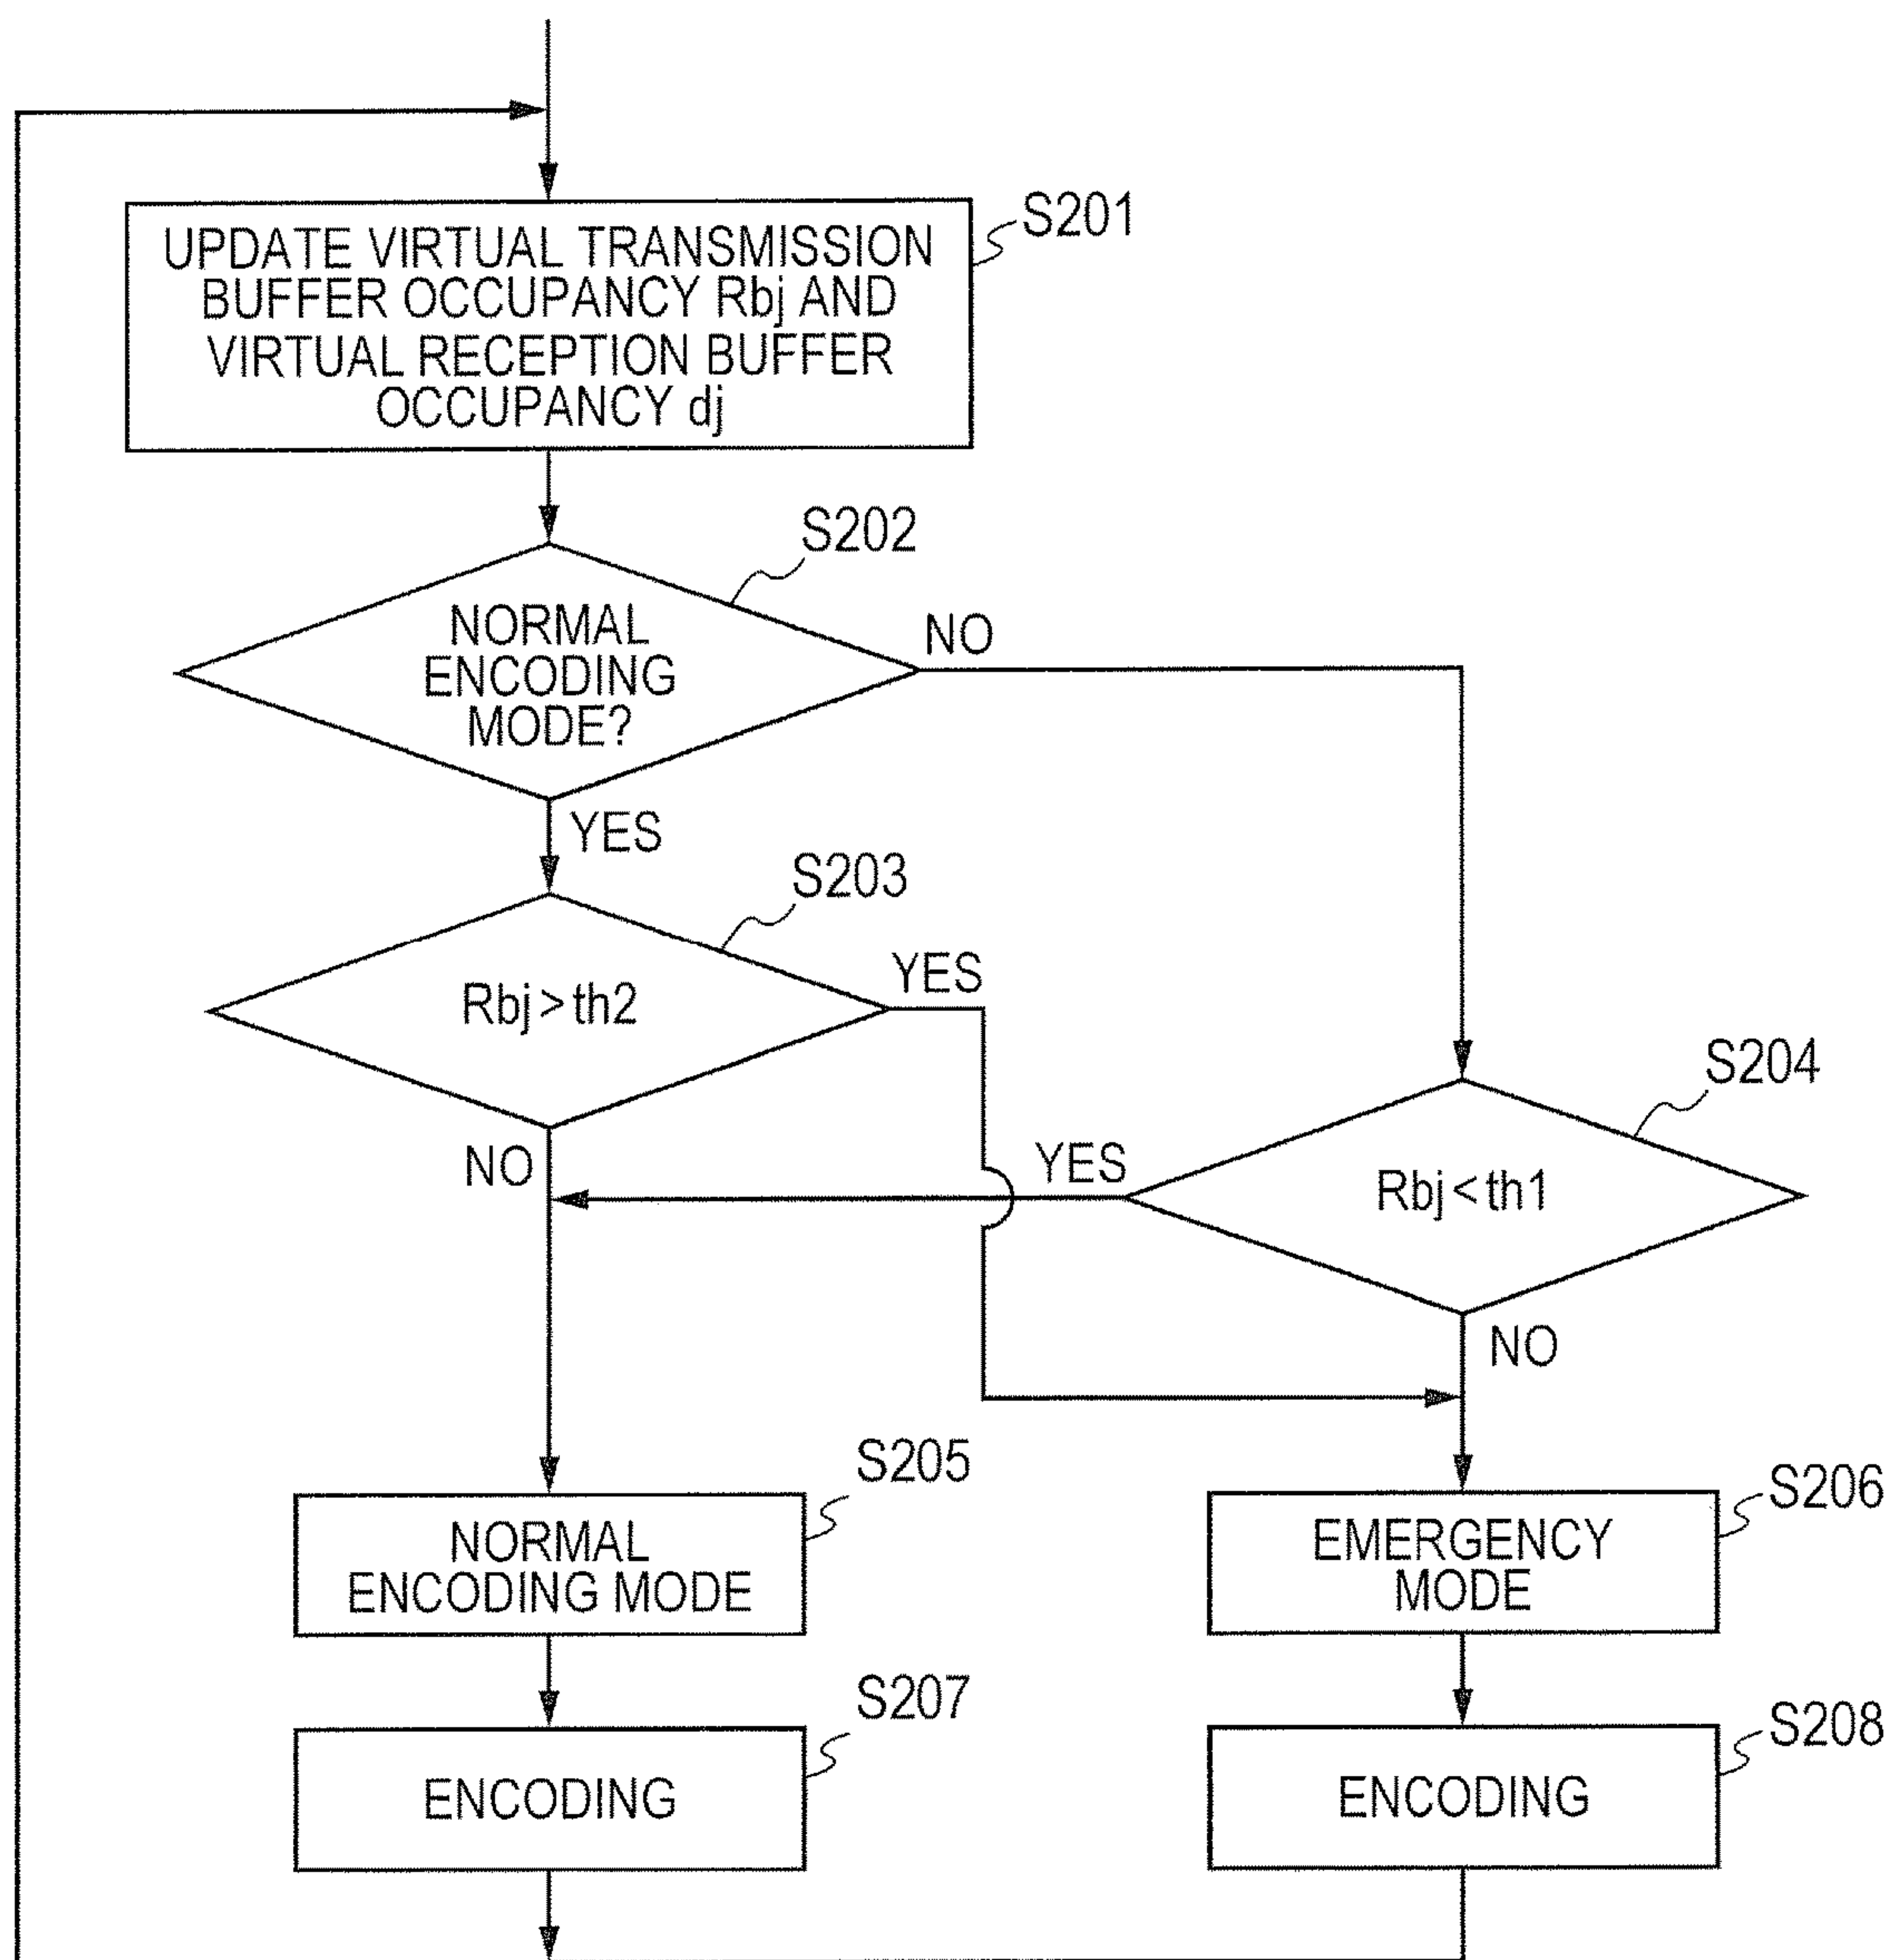 S201
UPDATE VIRTUAL TRANSMISSION
BUFFER OCCUPANCY Rbj AND
VIRTUAL RECEPTION BUFFER
OCCUPANCY dj
S202
NORMAL
ENCODING
MODE?
NO
YES
S203
Rbj > th2
YES
NO
S204
Rbj < th1
YES
NO
S205
NORMAL
ENCODING MODE
S206
EMERGENCY
MODE
S207
ENCODING
S208
ENCODING